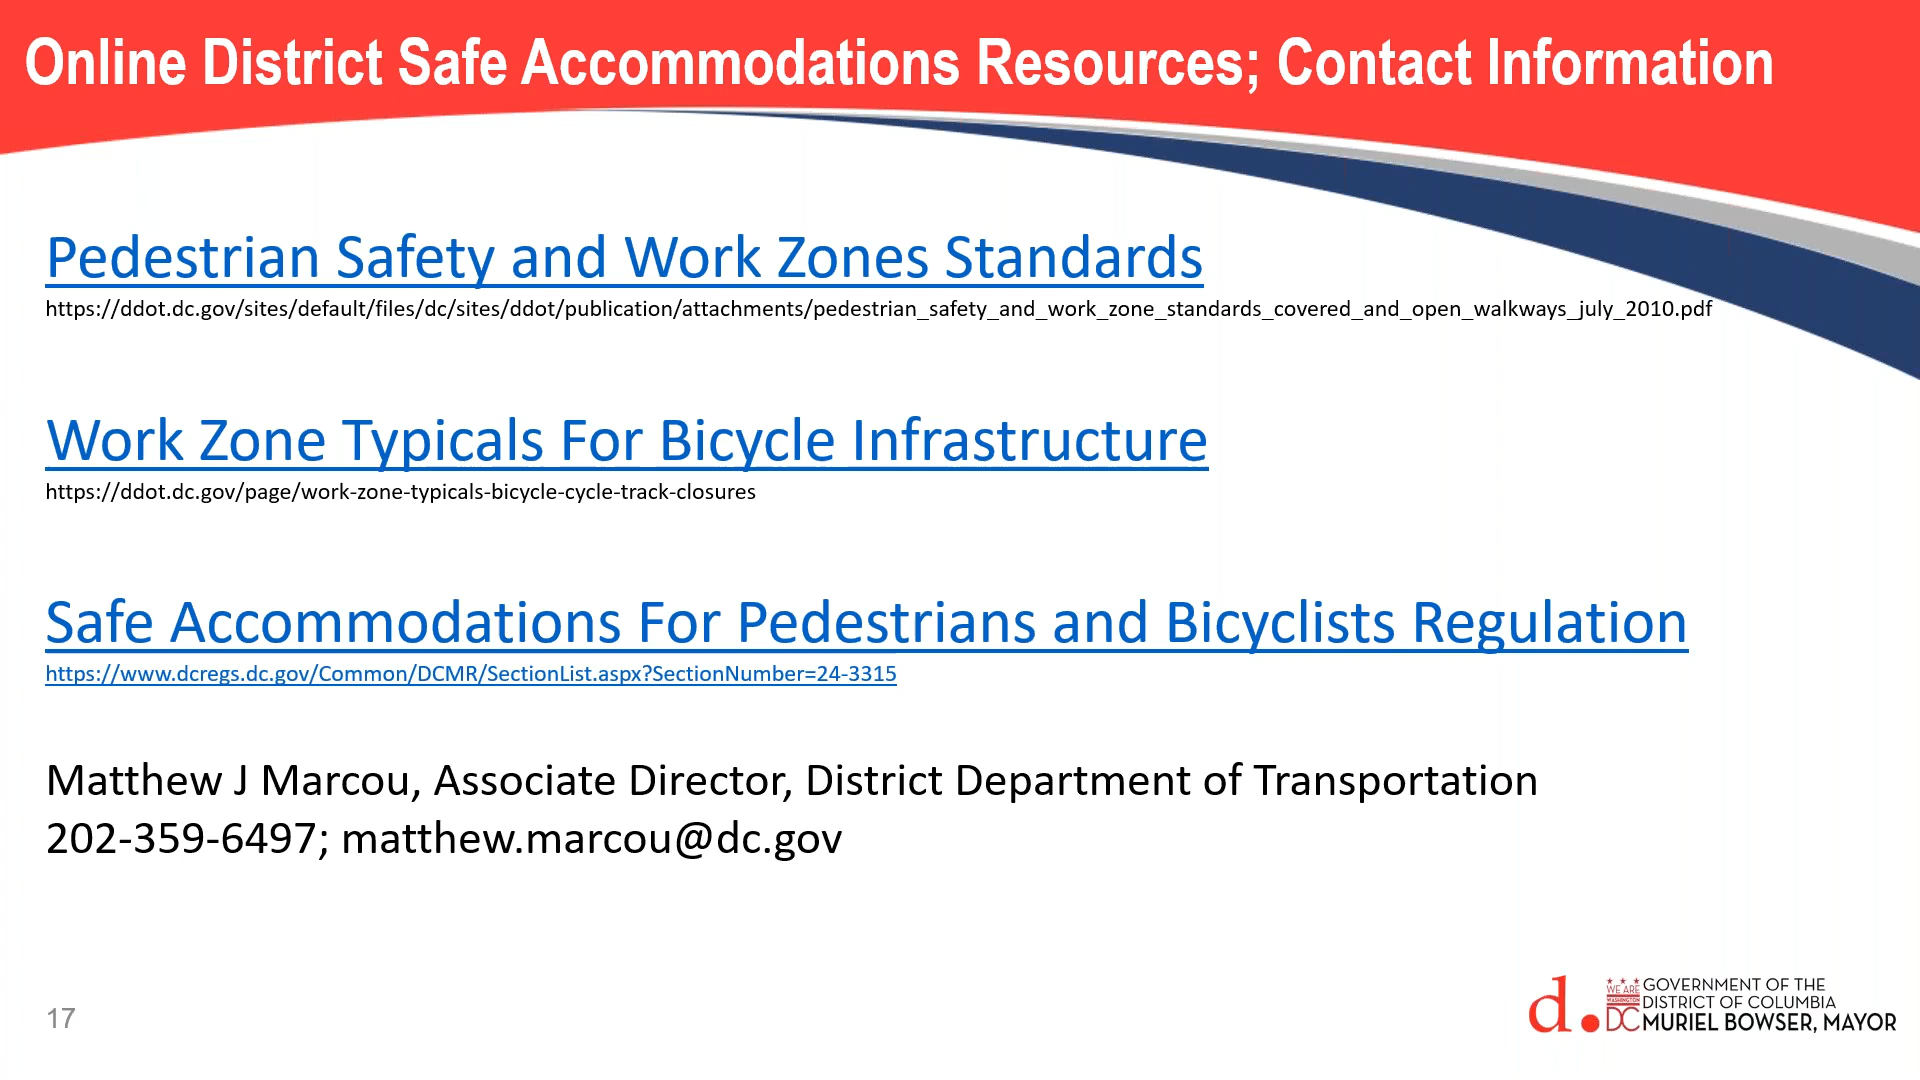 Online District Safe Accommodations Resources; Contact Information
Pedestrian Safety and Work Zones Standards
https://ddot.dc.gov/sites/default/files/dc/sites/ddot/publication/attachments/pedestrian_safety_and_work_zone_standards_covered_and_open_walkways_july_2010.pdf
Work Zone Typicals For Bicycle Infrastructure
https://ddot.dc.gov/page/work-zone-typicals-bicycle-cycle-track-closures
Safe Accommodations For Pedestrians and Bicyclists Regulation
https://www.dcregs.dc.gov/Common/DCMR/SectionList.aspx?SectionNumber=24-3315
Matthew J Marcou, Associate Director, District Department of Transportation
202-359-6497; matthew.marcou@dc.gov
17
d.
WE ARE
WASHINGTON
DC
GOVERNMENT OF THE
DISTRICT OF COLUMBIA
MURIEL BOWSER, MAYOR